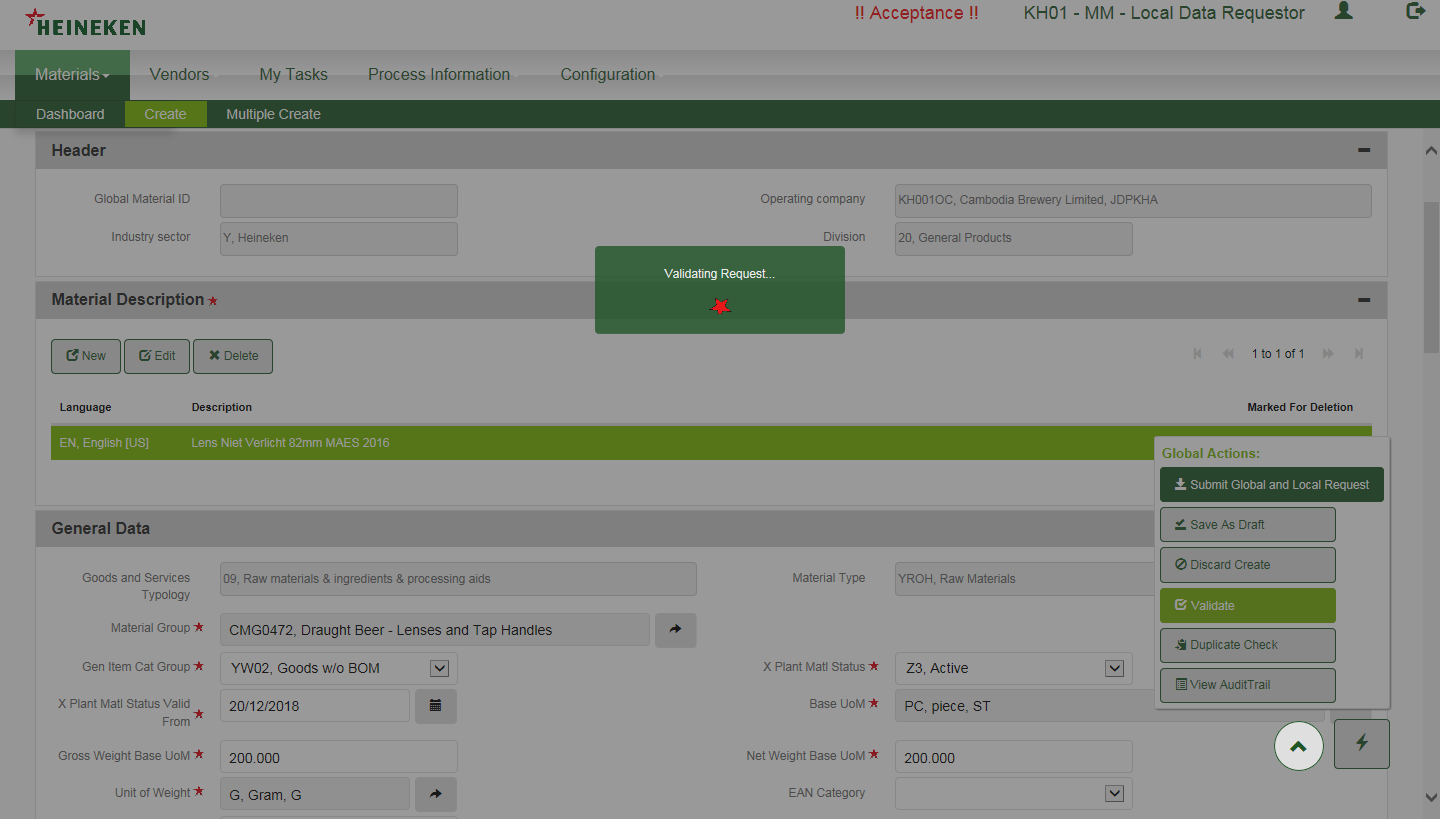 HEINEKEN
!! Acceptance !! KH01 - MM - Local Data Requestor
Materials Vendors My Tasks Process Information Configuration
Dashboard Create Multiple Create
Header
Global Material ID
Operating company KH001OC, Cambodia Brewery Limited, JDPKHA
Industry sector Y, Heineken
Division 20, General Products
Validating Request...
Material Description
New Edit Delete
1 to 1 of 1
Language Description Marked For Deletion
EN, English [US] Lens Niet Verlicht 82mm MAES 2016
Global Actions:
Submit Global and Local Request
Save As Draft
Discard Create
Validate
Duplicate Check
View AuditTrail
General Data
Goods and Services
Typology
09, Raw materials & ingredients & processing aids
Material Type YROH, Raw Materials
Material Group CMG0472, Draught Beer - Lenses and Tap Handles
Gen Item Cat Group YW02, Goods w/o BOM
X Plant Matl Status Z3, Active
X Plant Matl Status Valid
From
20/12/2018
Base UoM PC, piece, ST
Gross Weight Base UoM 200.000
Net Weight Base UoM 200.000
Unit of Weight G, Gram, G
EAN Category